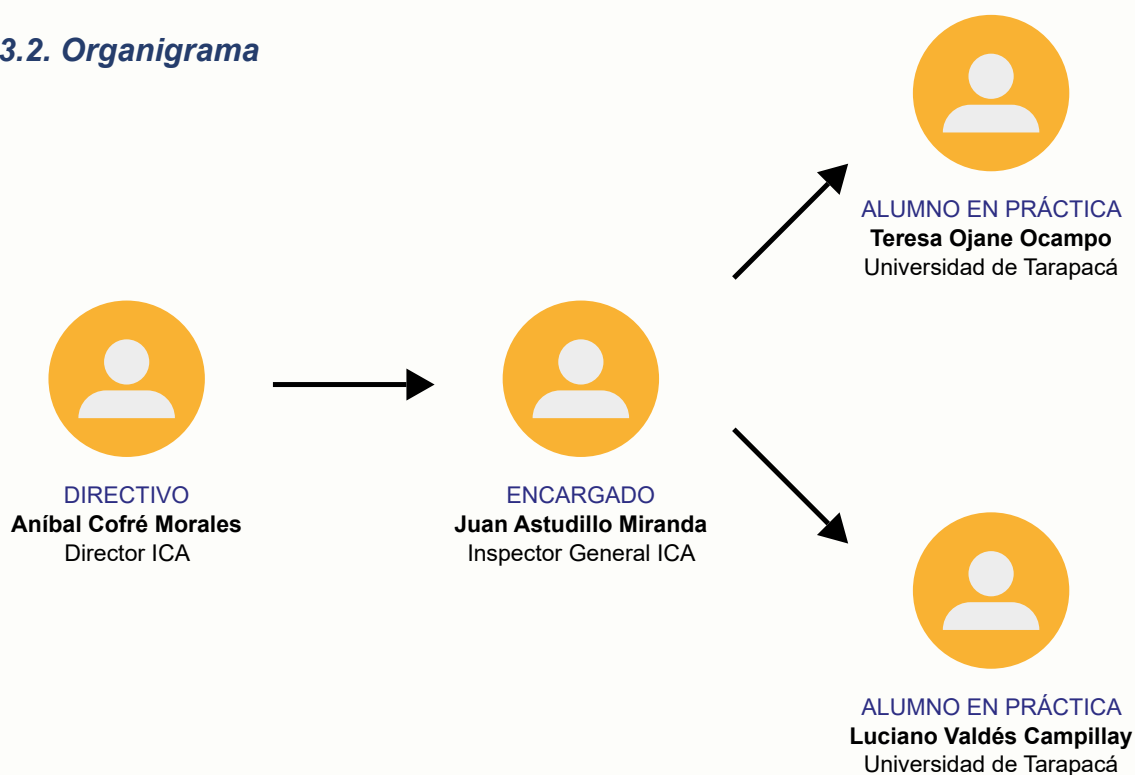 3.2. Organigrama
ALUMNO EN PRÁCTICA
Teresa Ojane Ocampo
Universidad de Tarapacá
DIRECTIVO
Aníbal Cofré Morales
Director ICA
ENCARGADO
Juan Astudillo Miranda
Inspector General ICA
ALUMNO EN PRÁCTICA
Luciano Valdés Campillay
Universidad de Tarapacá